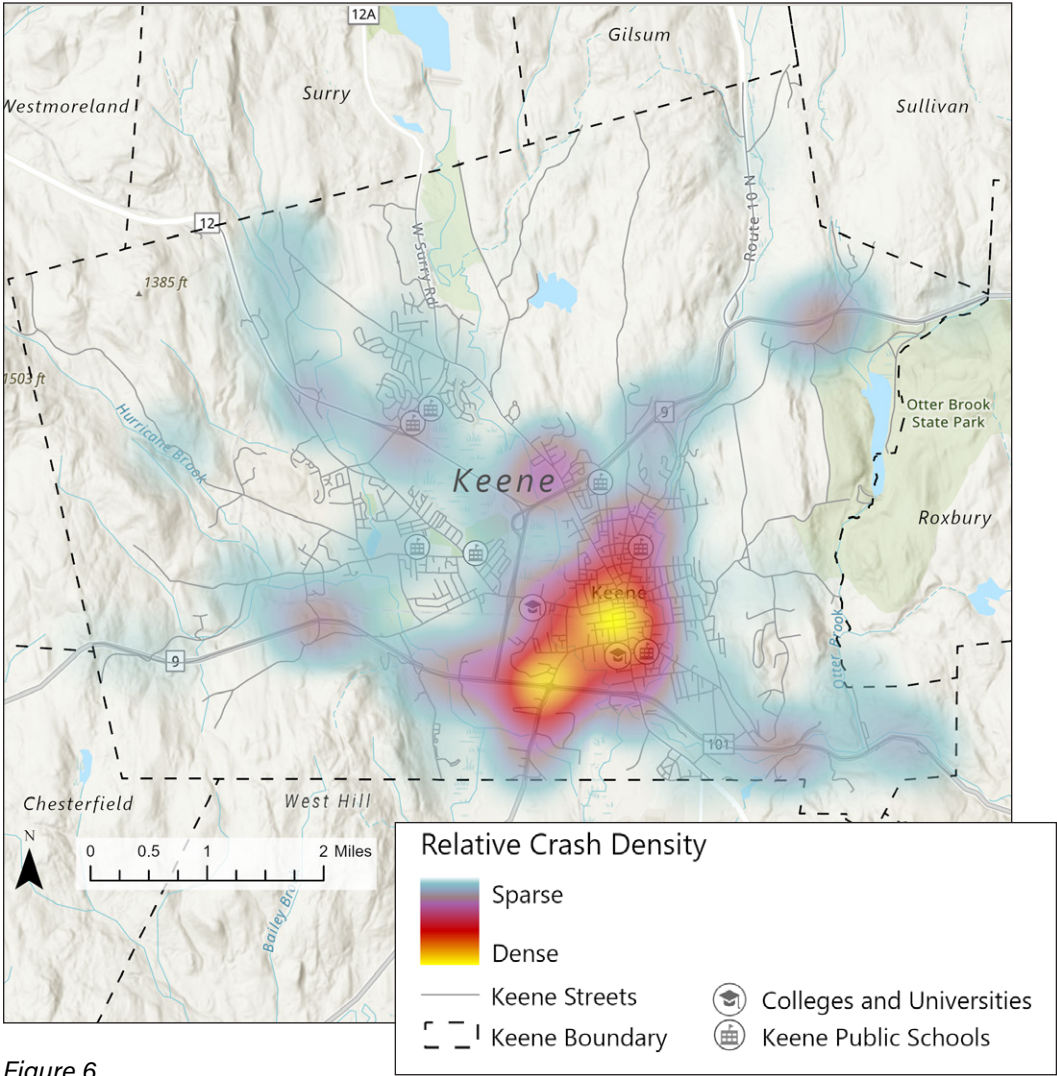 12A
Gilsum
Westmoreland
Surry
Sullivan
12
W Surry Rd
Route 10 N
1385 ft
1503 ft
Hurricane Brook
9
Otter Brook
State Park
Keene
Roxbury
Keene
Otter Brook
9
101
Chesterfield
West Hill
N
0 0.5 1 2 Miles
Bailey Bro
Relative Crash Density
Sparse
Dense
Keene Streets
Colleges and Universities
Keene Boundary
Keene Public Schools
Figure 6